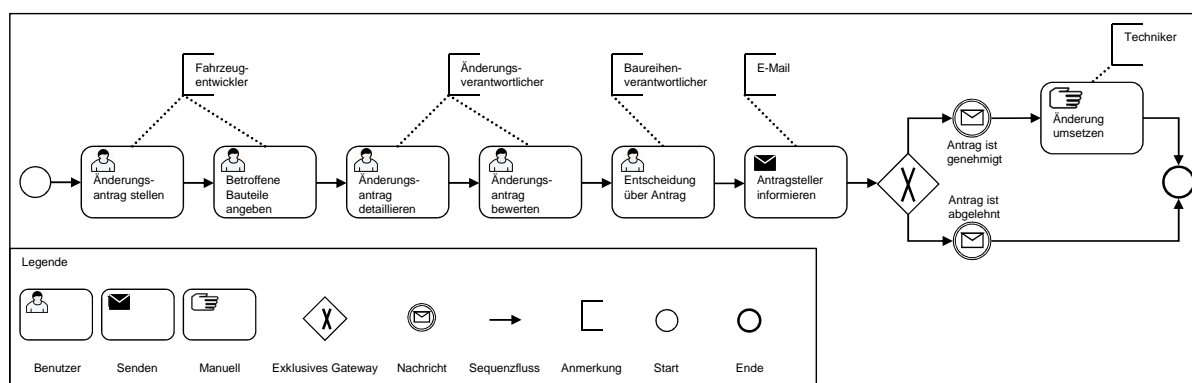 Fahrzeug-
entwickler
Änderungs-
verantwortlicher
Baureihen-
verantwortlicher
E-Mail
Techniker
Änderungs-
antrag stellen
Betroffene
Bauteile
angeben
Änderungs-
antrag
detaillieren
Änderungs-
antrag
bewerten
Entscheidung
über Antrag
Antragsteller
informieren
Antrag ist
genehmigt
Änderung
umsetzen
Antrag ist
abgelehnt
Legende
Benutzer
Senden
Manuell
Exklusives Gateway
Nachricht
Sequenzfluss
Anmerkung
Start
Ende